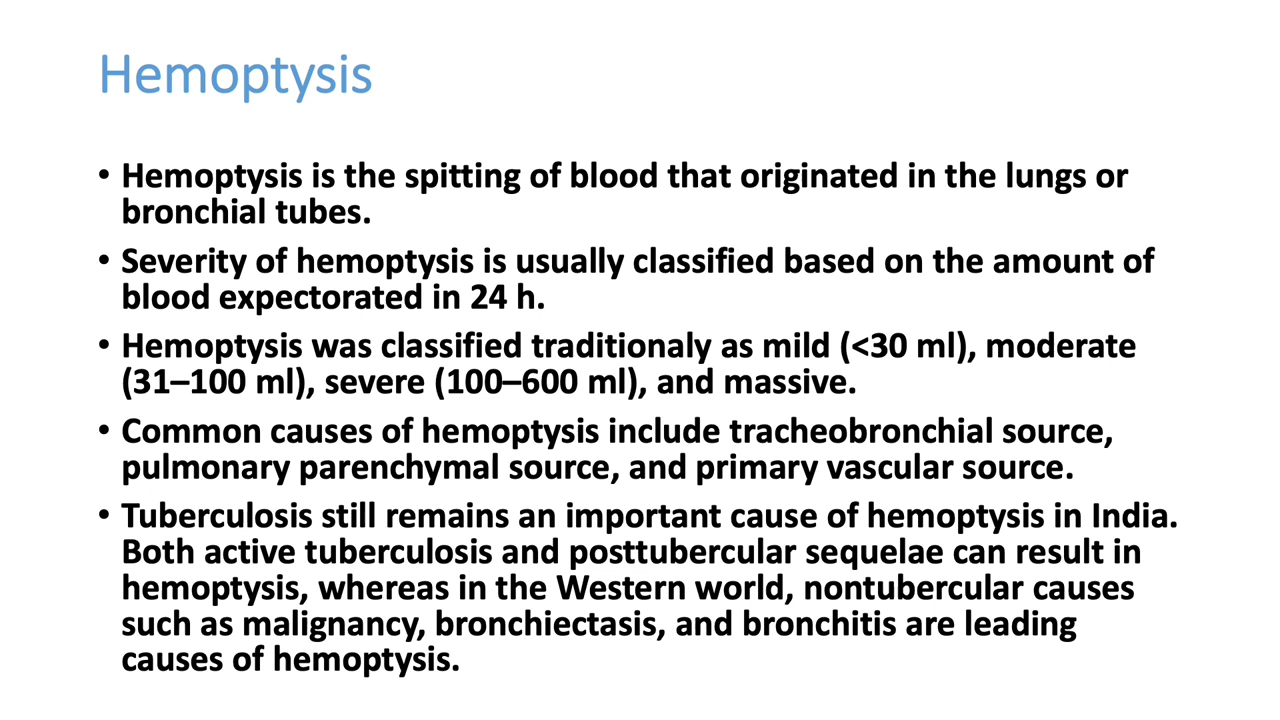 Hemoptysis
• Hemoptysis is the spitting of blood that originated in the lungs or
bronchial tubes.
• Severity of hemoptysis is usually classified based on the amount of
blood expectorated in 24 h.
• Hemoptysis was classified traditionaly as mild (<30 ml), moderate
(31–100 ml), severe (100–600 ml), and massive.
• Common causes of hemoptysis include tracheobronchial source,
pulmonary parenchymal source, and primary vascular source.
• Tuberculosis still remains an important cause of hemoptysis in India.
Both active tuberculosis and posttubercular sequelae can result in
hemoptysis, whereas in the Western world, nontubercular causes
such as malignancy, bronchiectasis, and bronchitis are leading
causes of hemoptysis.